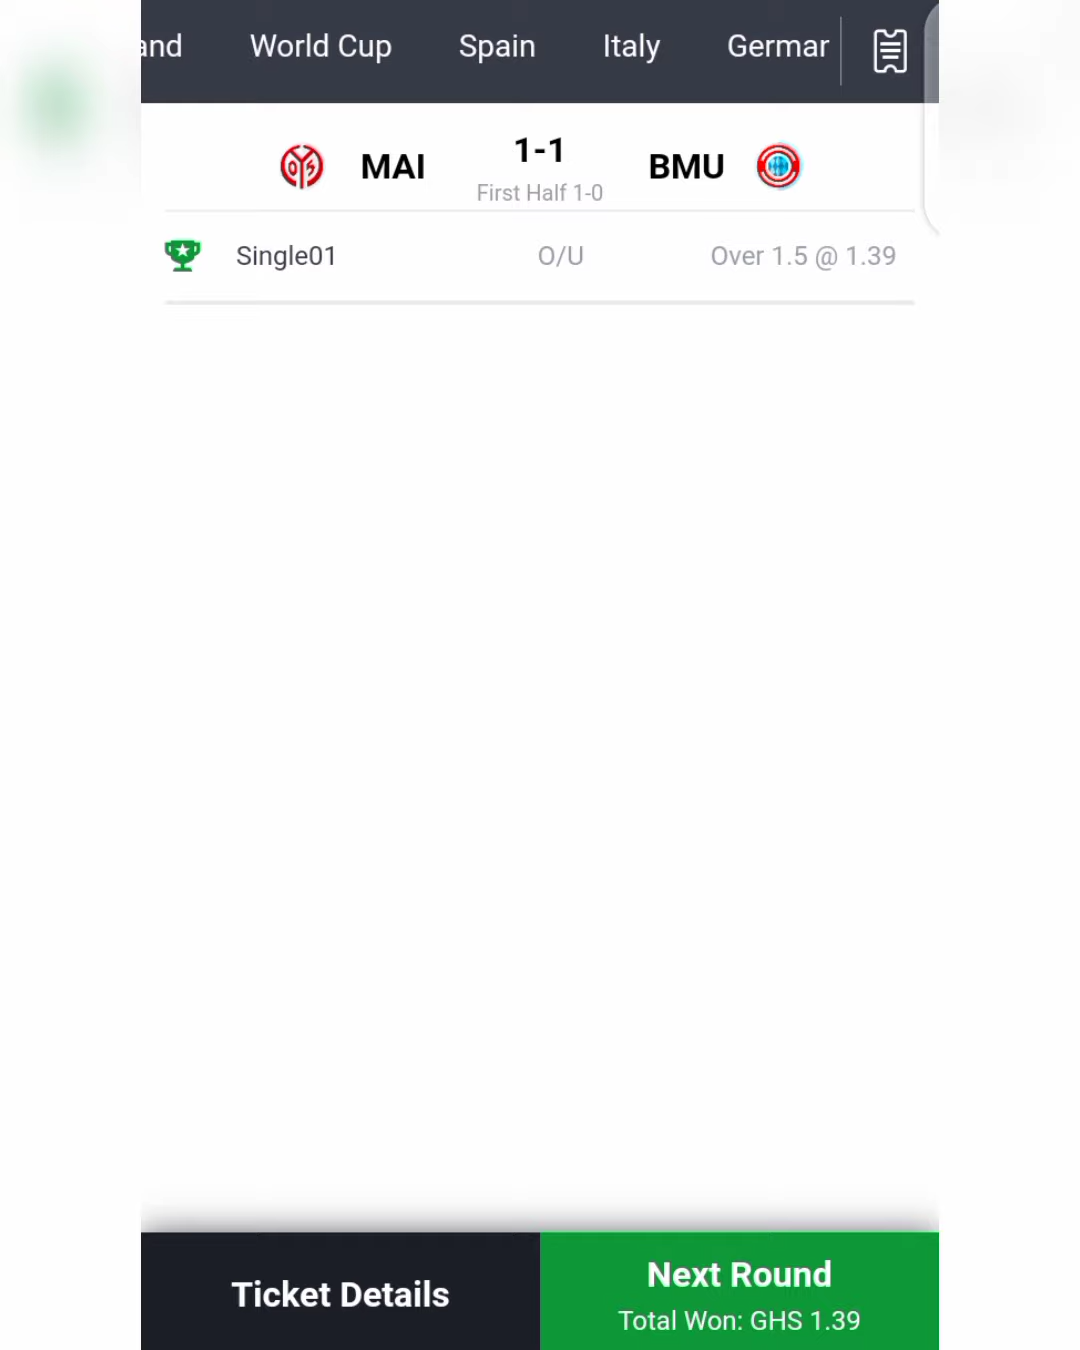 and World Cup Spain Italy Germar
MAI 1-1 BMU
First Half 1-0
Single01 O/U Over 1.5 @ 1.39
Ticket Details
Next Round
Total Won: GHS 1.39